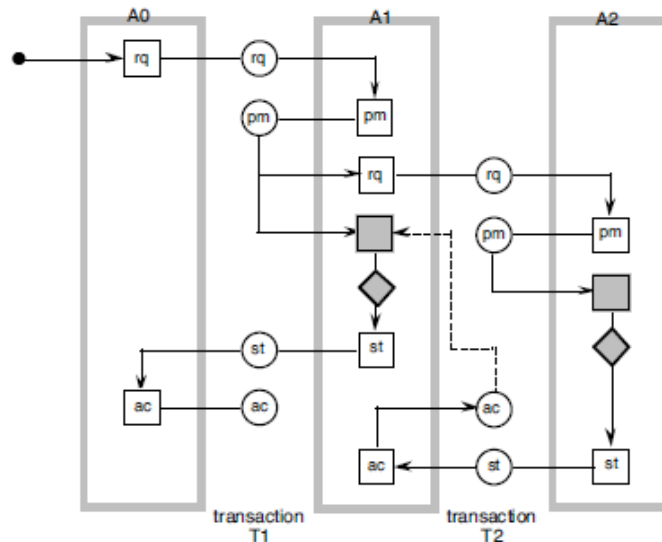 A0 A1 A2
rq rq
pm pm
rq rq
pm pm
st st
ac ac ac
ac st st
transaction transaction
T1 T2